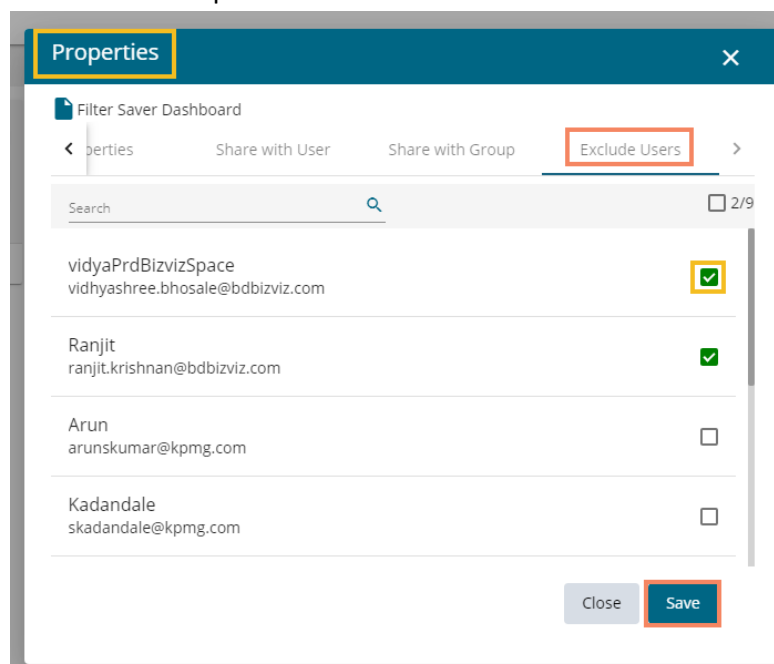 Properties
Filter Saver Dashboard
perties Share with User Share with Group Exclude Users
Search 2/9
vidyaPrdBizvizSpace
vidhyashree.bhosale@bdbizviz.com
Ranjit
ranjit.krishnan@bdbizviz.com
Arun
arunskumar@kpmg.com
Kadandale
skadandale@kpmg.com
Close Save